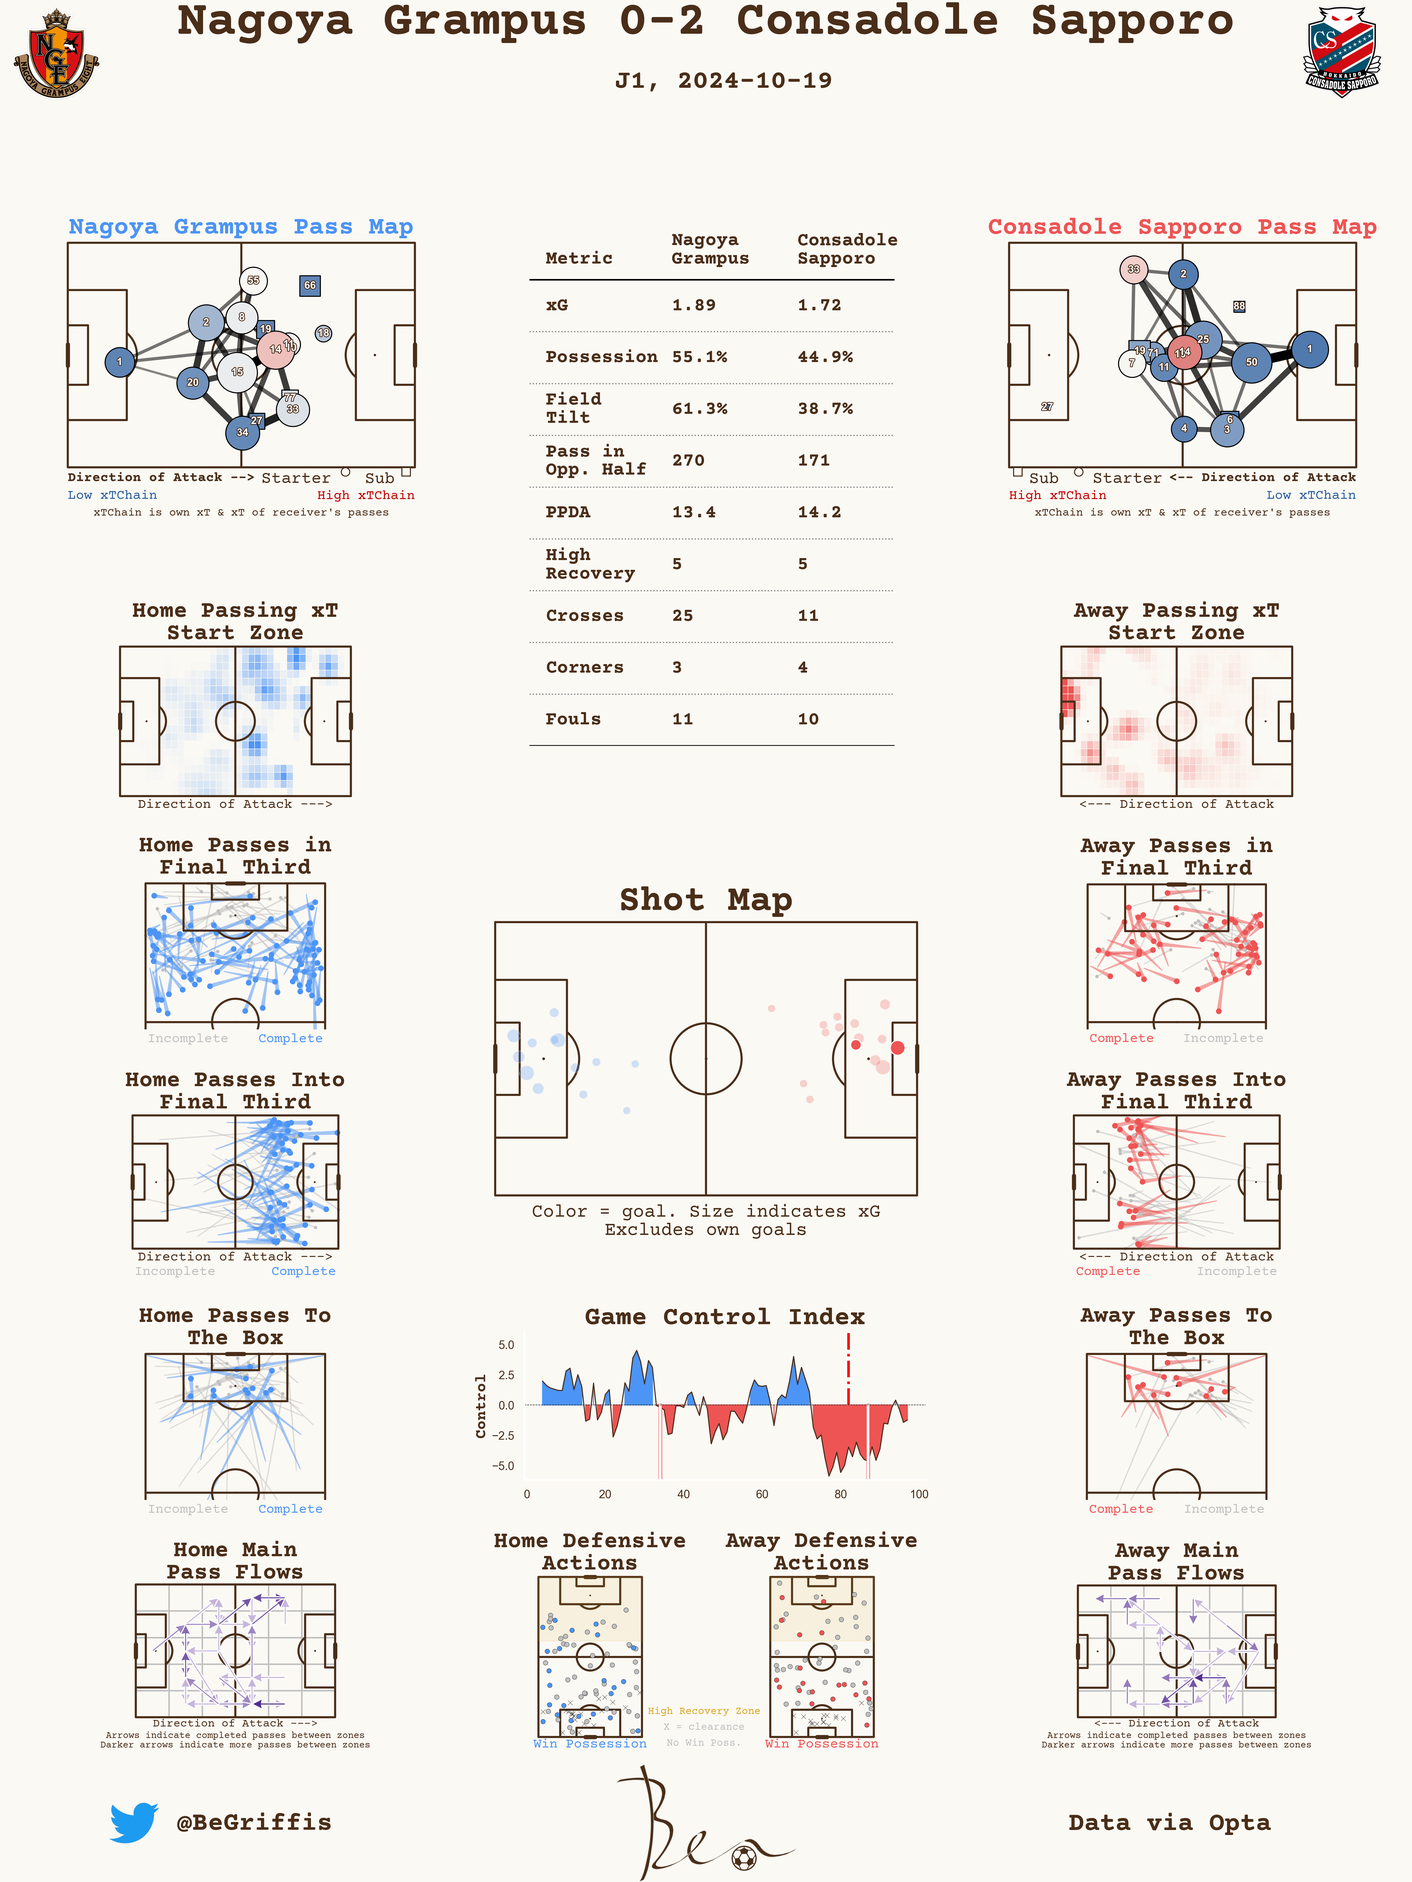 Nagoya Grampus 0-2 Consadole Sapporo
J1, 2024-10-19
NGE
NAGOYA GRAMPUS EIGHT
CS
HOKKAIDO
CONSADOLE SAPPORO
Nagoya Grampus Pass Map
55
66
2
8
19
18
14
11
1
15
20
77
33
27
34
Direction of Attack --> Starter Sub
Low xTChain High xTChain
xTChain is own xT & xT of receiver's passes
Metric Nagoya Grampus Consadole Sapporo
xG 1.89 1.72
Possession 55.1% 44.9%
Field Tilt 61.3% 38.7%
Pass in Opp. Half 270 171
PPDA 13.4 14.2
High Recovery 5 5
Crosses 25 11
Corners 3 4
Fouls 11 10
Consadole Sapporo Pass Map
33
2
88
25
19
71
14
1
7
11
50
27
6
4
3
Sub Starter <-- Direction of Attack
High xTChain Low xTChain
xTChain is own xT & xT of receiver's passes
Home Passing xT
Start Zone
Direction of Attack --->
Away Passing xT
Start Zone
<--- Direction of Attack
Home Passes in
Final Third
Incomplete Complete
Away Passes in
Final Third
Complete Incomplete
Shot Map
Color = goal. Size indicates xG
Excludes own goals
Home Passes Into
Final Third
Direction of Attack --->
Incomplete Complete
Away Passes Into
Final Third
<--- Direction of Attack
Complete Incomplete
Home Passes To
The Box
Incomplete Complete
Game Control Index
Control
5.0
2.5
0.0
−2.5
−5.0
0 20 40 60 80 100
Away Passes To
The Box
Complete Incomplete
Home Main
Pass Flows
Direction of Attack --->
Arrows indicate completed passes between zones
Darker arrows indicate more passes between zones
Home Defensive
Actions
Win Possession
Away Defensive
Actions
Win Possession
High Recovery Zone
X = clearance
No Win Poss.
Away Main
Pass Flows
<--- Direction of Attack
Arrows indicate completed passes between zones
Darker arrows indicate more passes between zones
@BeGriffis
Ben
Data via Opta